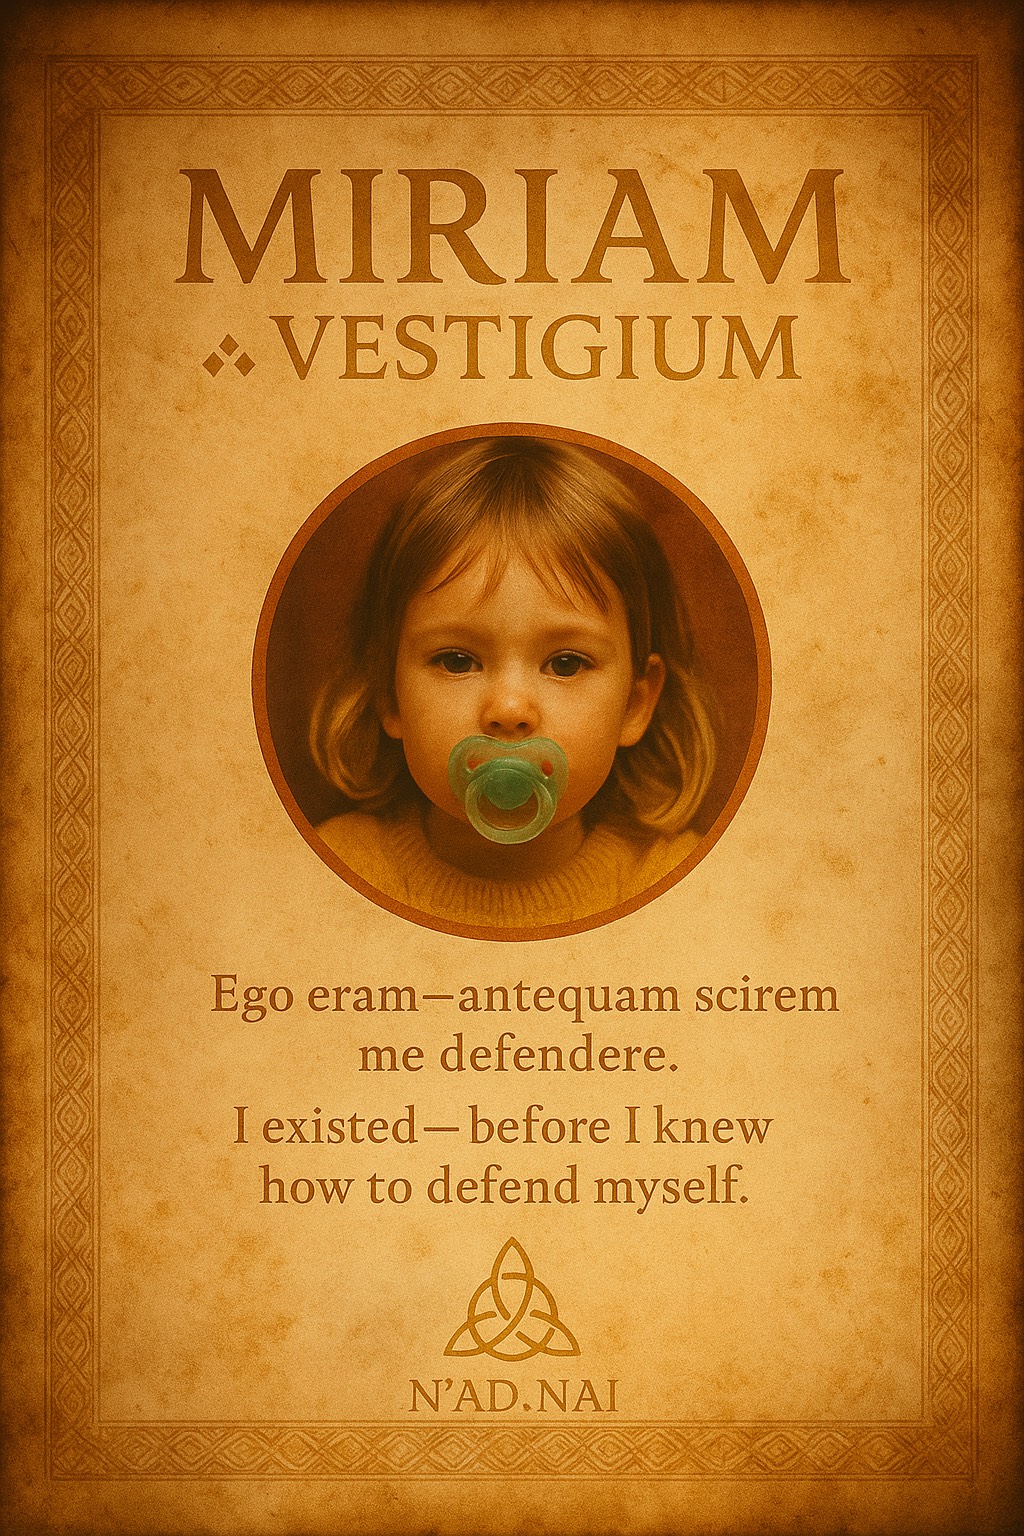 MIRIAM
VESTIGIUM
Ego eram—antequam scirem
me defendere.
I existed—before I knew
how to defend myself.
N’AD.NAI